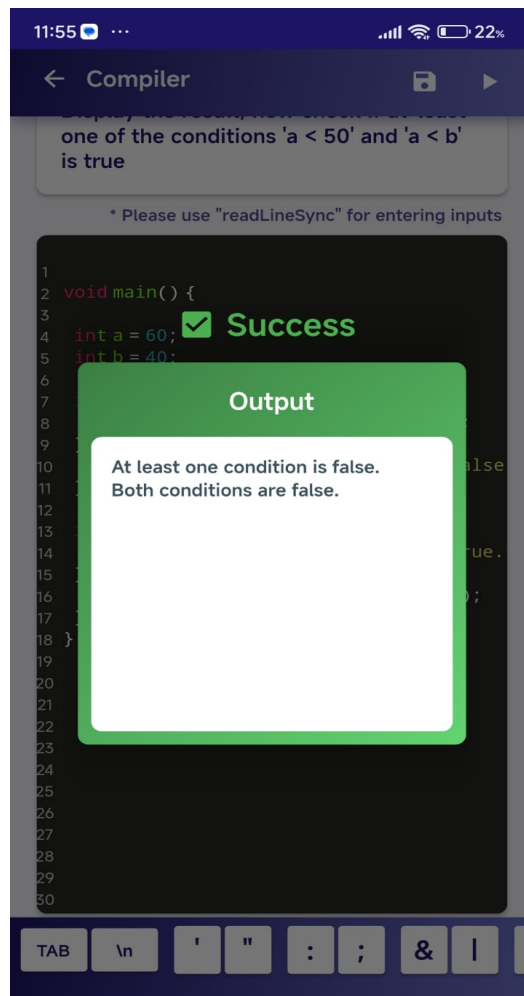 11:55 ... 22%
← Compiler
one of the conditions 'a < 50' and 'a < b'
is true
* Please use "readLineSync" for entering inputs
1
2 void main() {
3
4 int a = 60;
Success
5 int b = 40;
6
7
Output
8 ;
9
At least one condition is false.
10 alse
Both conditions are false.
11
12
13
14 rue.
15
16 );
17
18 }
19
20
21
22
23
24
25
26
27
28
29
30
TAB \n ' " : ; & |